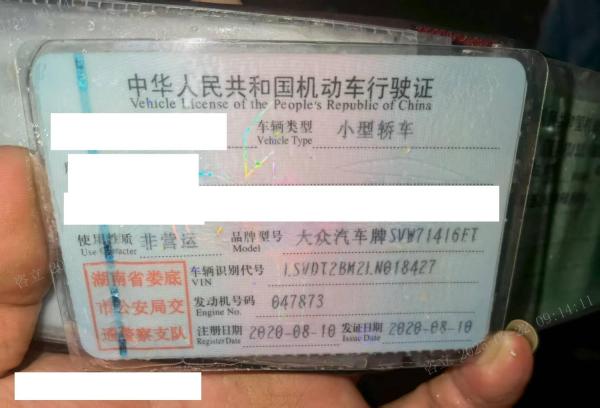 中华人民共和国机动车行驶证
Vehicle License of the People's Republic of China
车辆类型 小型轿车
Vehicle Type
使用性质 非营运 品牌型号 大众汽车牌SVW71416ET
Use Character Model
湖南省娄底
市公安局交
通警察支队
车辆识别代号 LSVDT2BM2LN018427
VIN
发动机号码 047873
Engine No.
注册日期 2020-08-10 发证日期 2020-08-10
Register Date Issue Date